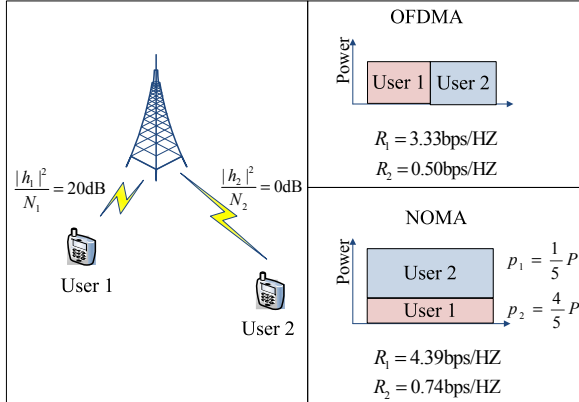 |h₁|²/N₁ = 20dB
|h₂|²/N₂ = 0dB
User 1
User 2
OFDMA
Power
User 1 User 2
R₁ = 3.33bps/HZ
R₂ = 0.50bps/HZ
NOMA
Power
User 2
User 1
p₁ = 1/5 P
p₂ = 4/5 P
R₁ = 4.39bps/HZ
R₂ = 0.74bps/HZ